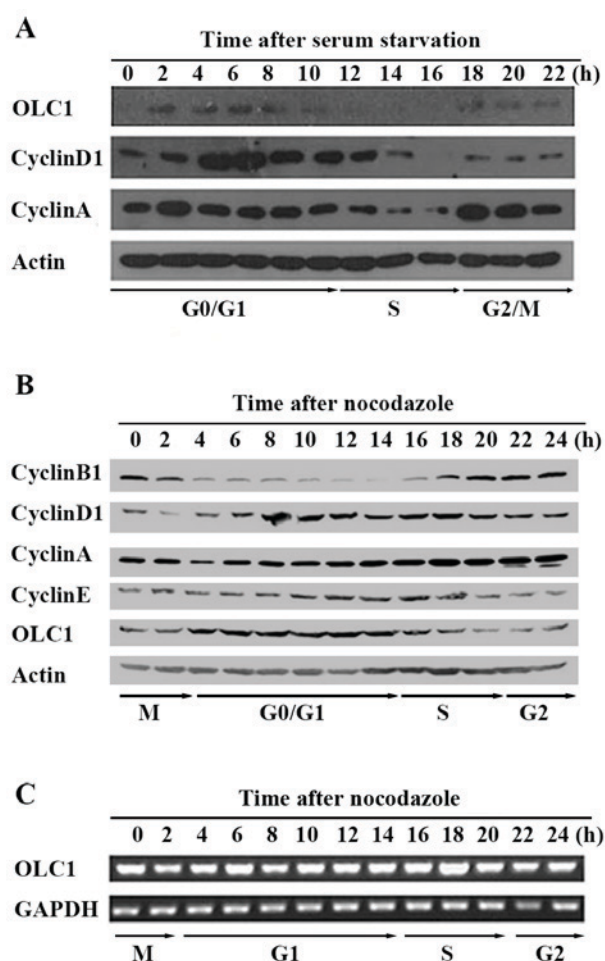 A
Time after serum starvation
0 2 4 6 8 10 12 14 16 18 20 22 (h)
OLC1
CyclinD1
CyclinA
Actin
G0/G1 S G2/M
B
Time after nocodazole
0 2 4 6 8 10 12 14 16 18 20 22 24 (h)
CyclinB1
CyclinD1
CyclinA
CyclinE
OLC1
Actin
M G0/G1 S G2
C
Time after nocodazole
0 2 4 6 8 10 12 14 16 18 20 22 24 (h)
OLC1
GAPDH
M G1 S G2